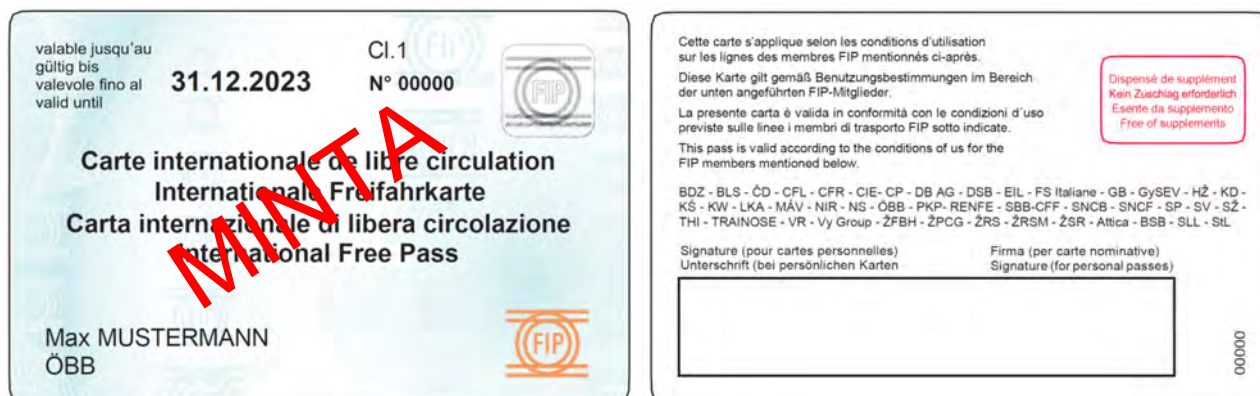 valable jusqu'au
gültig bis
valevole fino al
valid until
31.12.2023
Cl.1
N° 00000
FIP
FIP
Carte internationale de libre circulation
Internationale Freifahrkarte
Carta internazionale di libera circolazione
International Free Pass
MINTA
Max MUSTERMANN
ÖBB
FIP
Cette carte s'applique selon les conditions d'utilisation
sur les lignes des membres FIP mentionnés ci-après.
Diese Karte gilt gemäß Benutzungsbestimmungen im Bereich
der unten angeführten FIP-Mitglieder.
La presente carta è valida in conformità con le condizioni d´uso
previste sulle linee i membri di trasporto FIP sotto indicate.
This pass is valid according to the conditions of us for the
FIP members mentioned below.
Dispensé de supplément
Kein Zuschlag erforderlich
Esente da supplemento
Free of supplements
BDZ - BLS - ČD - CFL - CFR - CIE- CP - DB AG - DSB - EIL - FS Italiane - GB - GySEV - HŽ - KD -
KŠ - KW - LKA - MÁV - NIR - NS - ÖBB - PKP- RENFE - SBB-CFF - SNCB - SNCF - SP - SV - SŽ -
THI - TRAINOSE - VR - Vy Group - ŽFBH - ŽPCG - ŽRS - ŽRSM - ŽSR - Attica - BSB - SLL - StL
Signature (pour cartes personnelles)
Unterschrift (bei persönlichen Karten
Firma (per carte nominative)
Signature (for personal passes)
00000